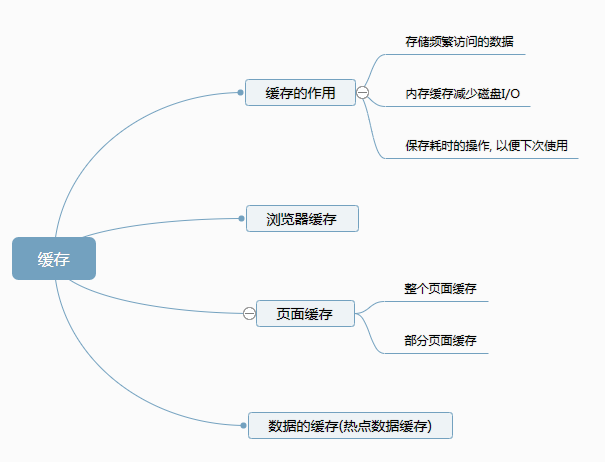 缓存
缓存的作用
存储频繁访问的数据
内存缓存减少磁盘I/O
保存耗时的操作, 以便下次使用
浏览器缓存
页面缓存
整个页面缓存
部分页面缓存
数据的缓存(热点数据缓存)